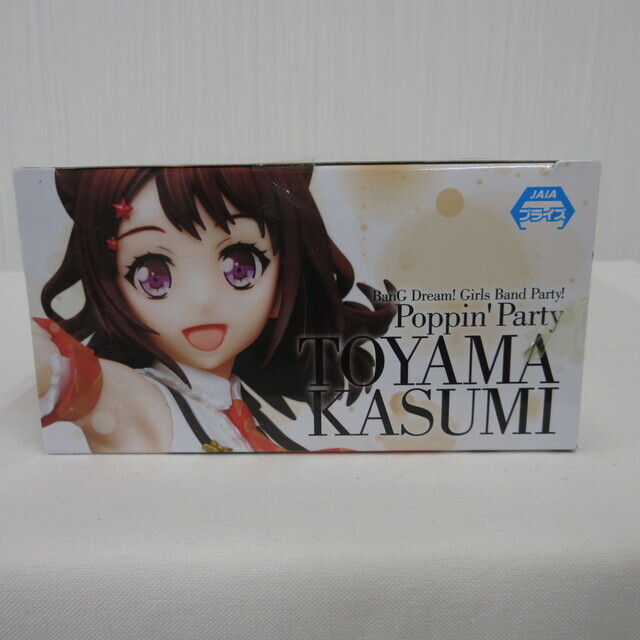 JAIA
プライズ
BanG Dream! Girls Band Party!
Poppin' Party
TOYAMA
KASUMI